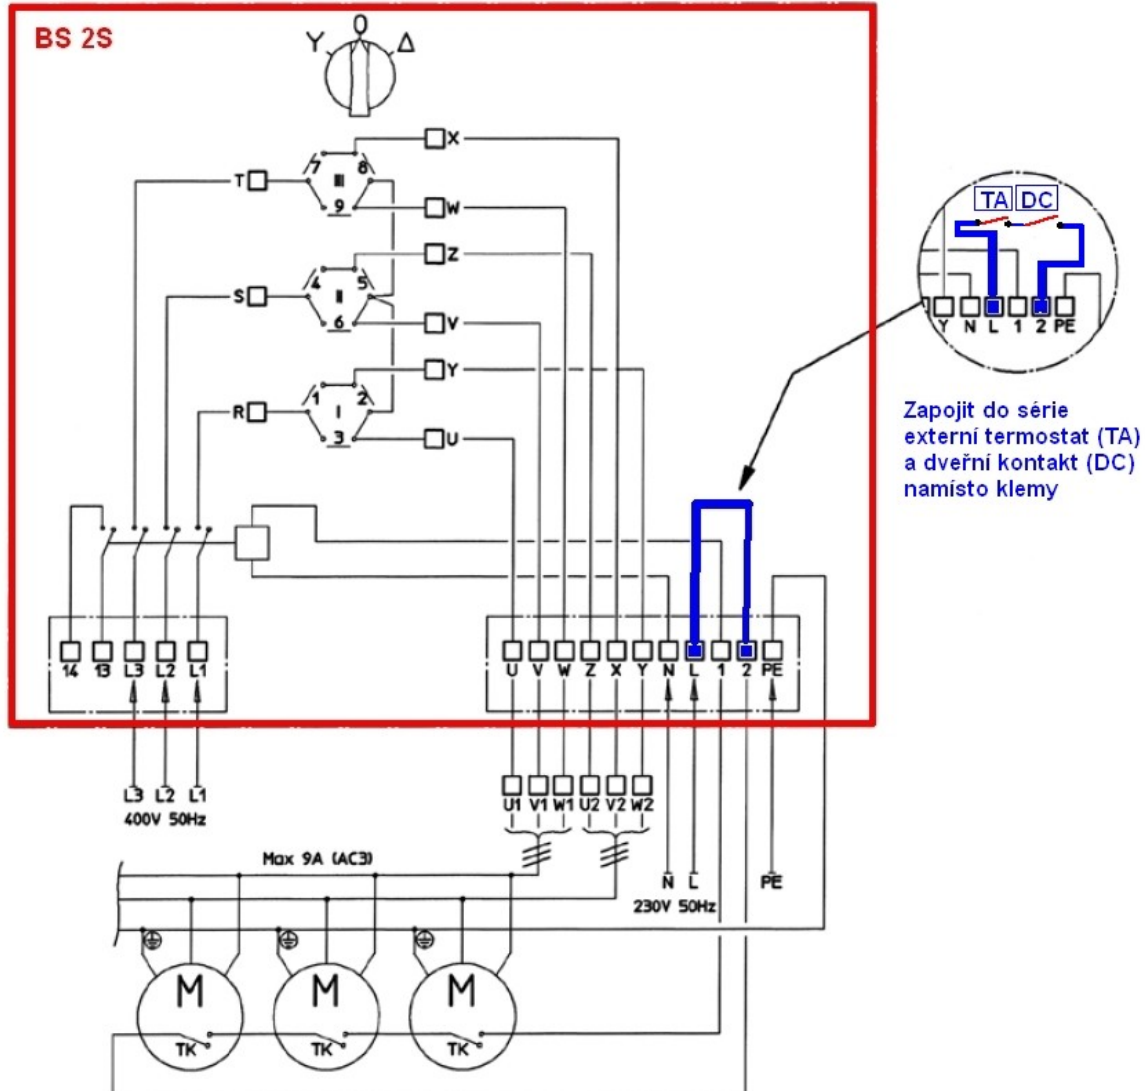 BS 2S
Y O Δ
X
7 8
T III
9 W
Z
4 5
S II
6 V
Y
1 2
R I
3 U
TA DC
Y N L 1 2 PE
Zapojit do série
externí termostat (TA)
a dveřní kontakt (DC)
namísto klemy
14 13 L3 L2 L1
U V W Z X Y N L 1 2 PE
L3 L2 L1
400V 50Hz
U1 V1 W1 U2 V2 W2
Max 9A (AC3)
N L PE
230V 50Hz
M M M
TK TK TK